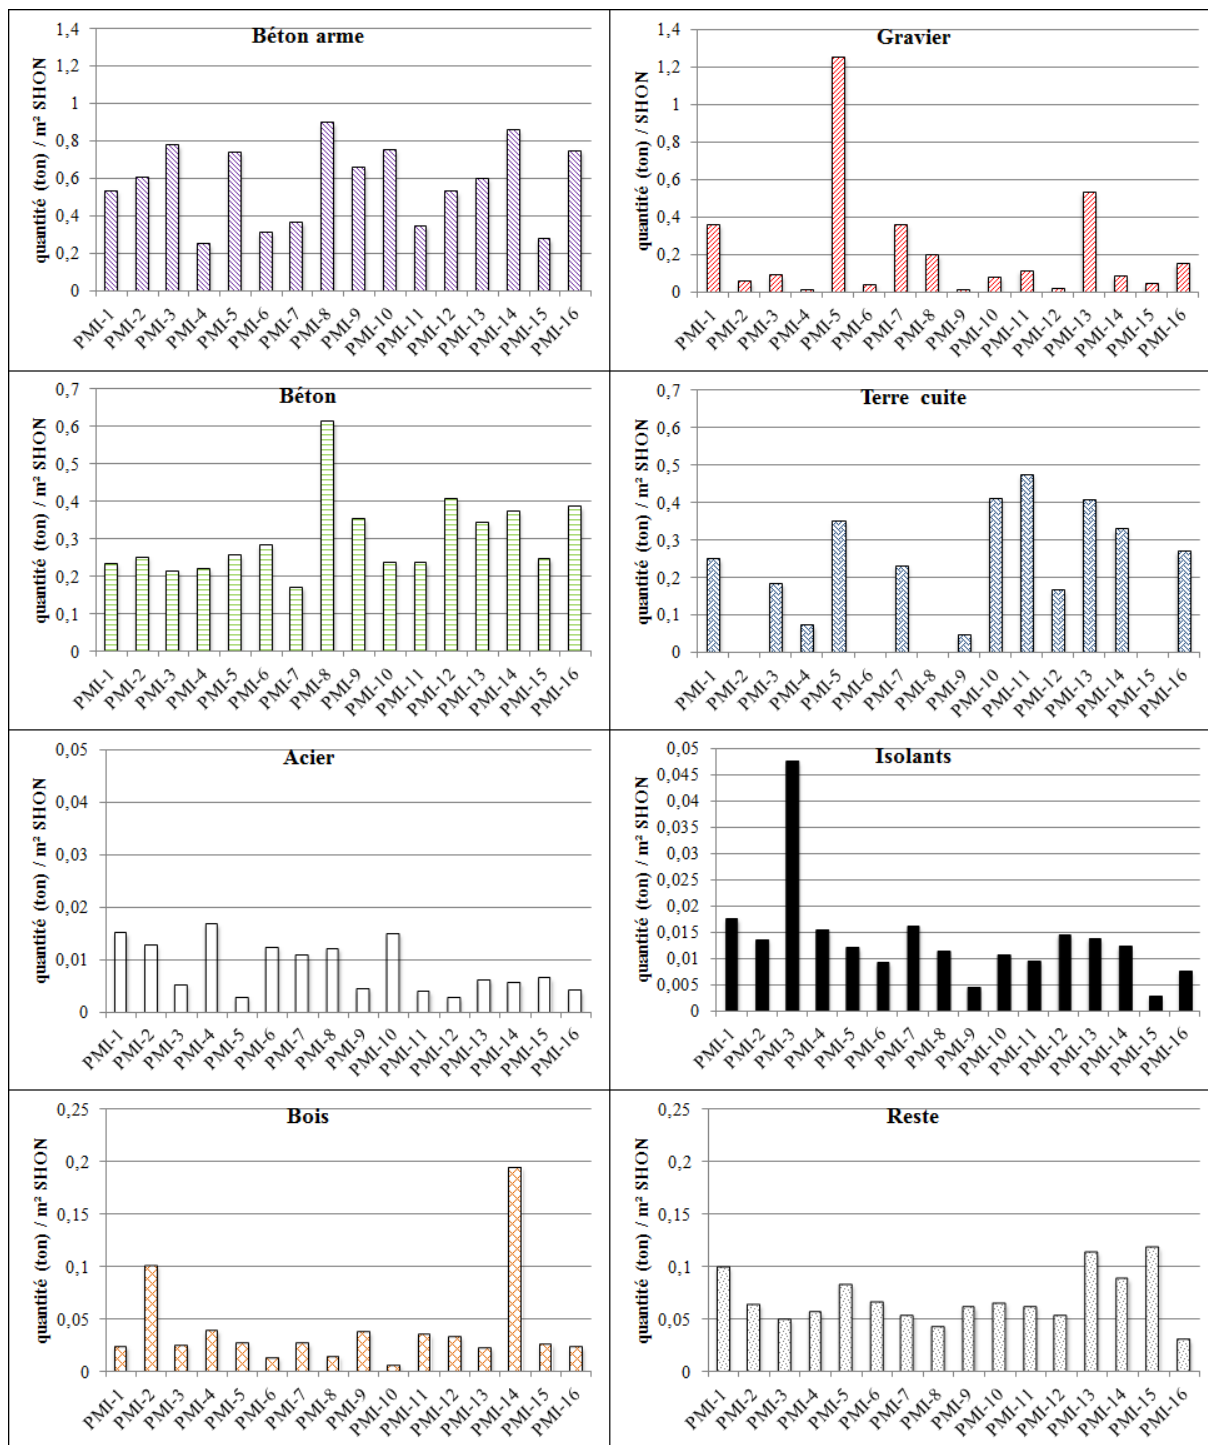 Béton arme
quantité (ton) / m² SHON
1,4
1,2
1
0,8
0,6
0,4
0,2
0
PMI-1 PMI-2 PMI-3 PMI-4 PMI-5 PMI-6 PMI-7 PMI-8 PMI-9 PMI-10 PMI-11 PMI-12 PMI-13 PMI-14 PMI-15 PMI-16
Gravier
quantité (ton) / SHON
1,4
1,2
1
0,8
0,6
0,4
0,2
0
PMI-1 PMI-2 PMI-3 PMI-4 PMI-5 PMI-6 PMI-7 PMI-8 PMI-9 PMI-10 PMI-11 PMI-12 PMI-13 PMI-14 PMI-15 PMI-16
Béton
quantité (ton) / m² SHON
0,7
0,6
0,5
0,4
0,3
0,2
0,1
0
PMI-1 PMI-2 PMI-3 PMI-4 PMI-5 PMI-6 PMI-7 PMI-8 PMI-9 PMI-10 PMI-11 PMI-12 PMI-13 PMI-14 PMI-15 PMI-16
Terre cuite
quantité (ton) / m² SHON
0,7
0,6
0,5
0,4
0,3
0,2
0,1
0
PMI-1 PMI-2 PMI-3 PMI-4 PMI-5 PMI-6 PMI-7 PMI-8 PMI-9 PMI-10 PMI-11 PMI-12 PMI-13 PMI-14 PMI-15 PMI-16
Acier
quantité (ton) / m² SHON
0,05
0,04
0,03
0,02
0,01
0
PMI-1 PMI-2 PMI-3 PMI-4 PMI-5 PMI-6 PMI-7 PMI-8 PMI-9 PMI-10 PMI-11 PMI-12 PMI-13 PMI-14 PMI-15 PMI-16
Isolants
quantité (ton) / m² SHON
0,05
0,045
0,04
0,035
0,03
0,025
0,02
0,015
0,01
0,005
0
PMI-1 PMI-2 PMI-3 PMI-4 PMI-5 PMI-6 PMI-7 PMI-8 PMI-9 PMI-10 PMI-11 PMI-12 PMI-13 PMI-14 PMI-15 PMI-16
Bois
quantité (ton) / m² SHON
0,25
0,2
0,15
0,1
0,05
0
PMI-1 PMI-2 PMI-3 PMI-4 PMI-5 PMI-6 PMI-7 PMI-8 PMI-9 PMI-10 PMI-11 PMI-12 PMI-13 PMI-14 PMI-15 PMI-16
Reste
quantité (ton) / m² SHON
0,25
0,2
0,15
0,1
0,05
0
PMI-1 PMI-2 PMI-3 PMI-4 PMI-5 PMI-6 PMI-7 PMI-8 PMI-9 PMI-10 PMI-11 PMI-12 PMI-13 PMI-14 PMI-15 PMI-16